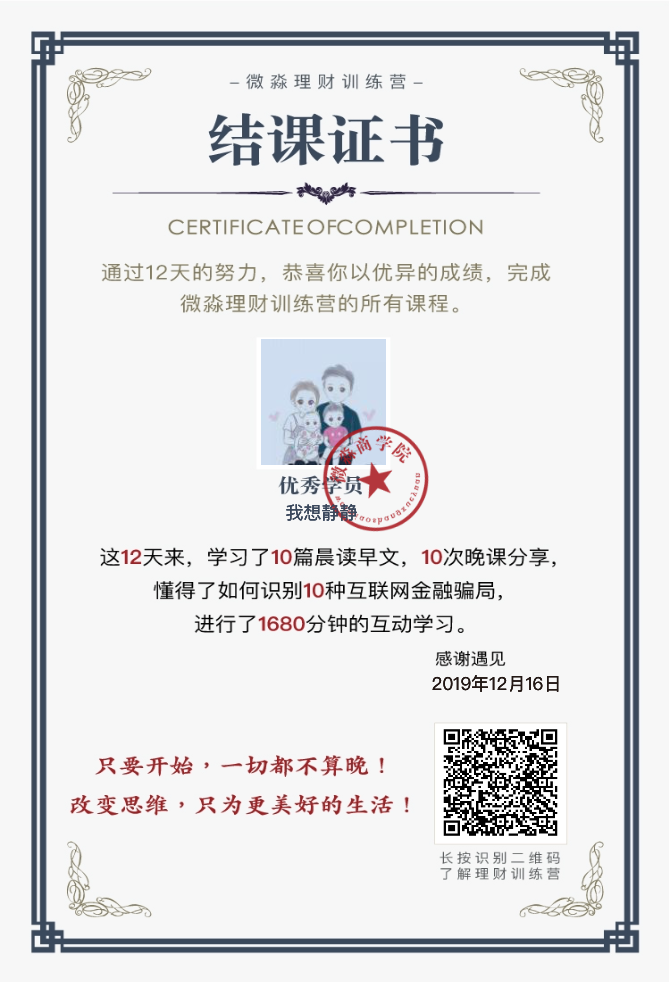 –微淼理财训练营–
结课证书
CERTIFICATE OF COMPLETION
通过12天的努力，恭喜你以优异的成绩，完成
微淼理财训练营的所有课程。
微淼商学院
优秀学员
我想静静
这12天来，学习了10篇晨读早文，10次晚课分享，
懂得了如何识别10种互联网金融骗局，
进行了1680分钟的互动学习。
感谢遇见
2019年12月16日
只要开始，一切都不算晚！
改变思维，只为更美好的生活！
长按识别二维码
了解理财训练营